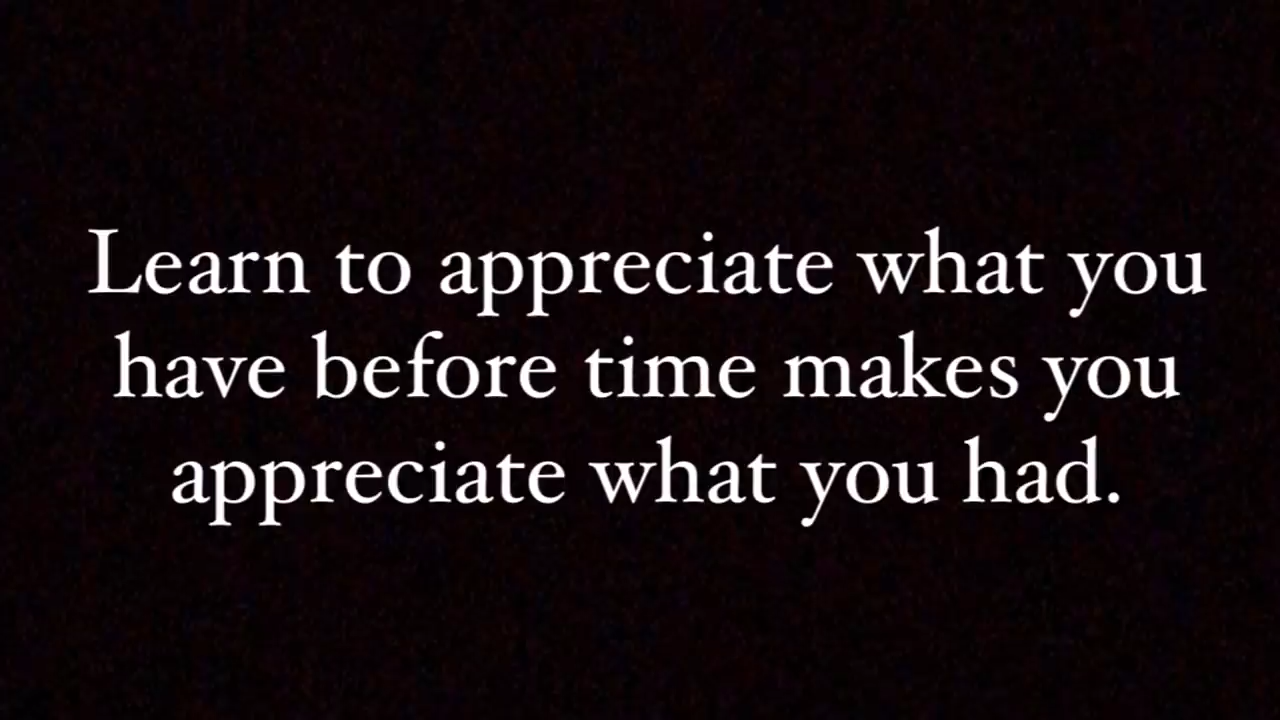 Learn to appreciate what you
have before time makes you
appreciate what you had.